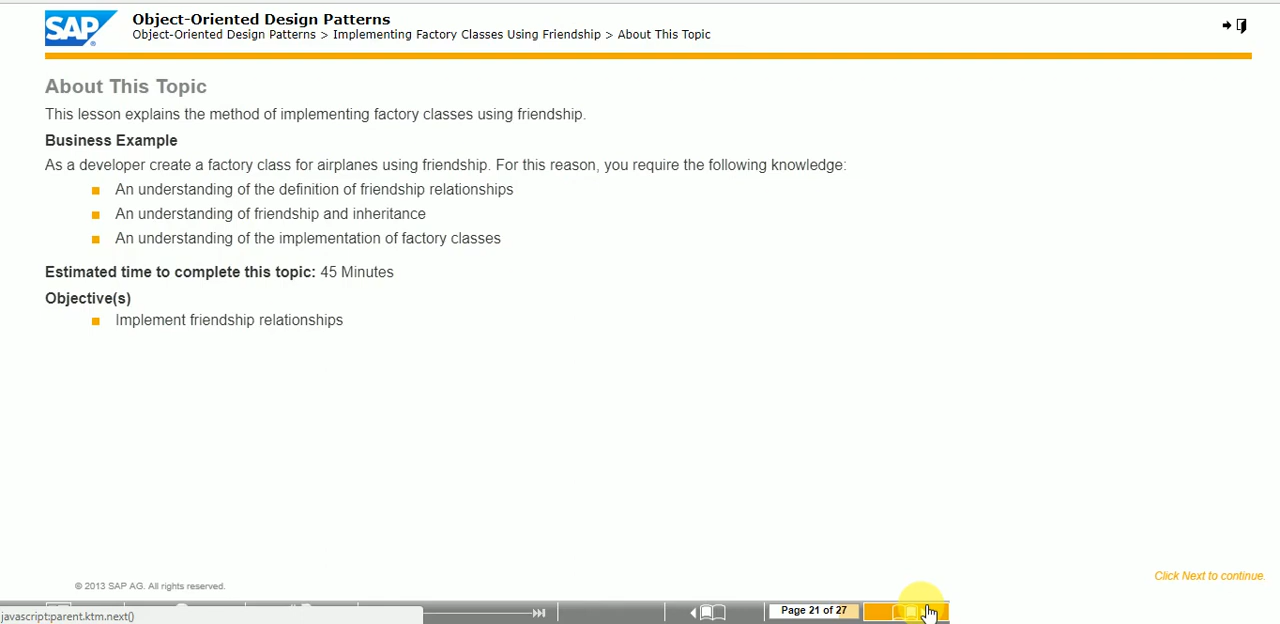 SAP
Object-Oriented Design Patterns
Object-Oriented Design Patterns > Implementing Factory Classes Using Friendship > About This Topic
About This Topic
This lesson explains the method of implementing factory classes using friendship.
Business Example
As a developer create a factory class for airplanes using friendship. For this reason, you require the following knowledge:
An understanding of the definition of friendship relationships
An understanding of friendship and inheritance
An understanding of the implementation of factory classes
Estimated time to complete this topic: 45 Minutes
Objective(s)
Implement friendship relationships
Click Next to continue.
© 2013 SAP AG. All rights reserved.
Page 21 of 27
javascript:parent.ktm.next()